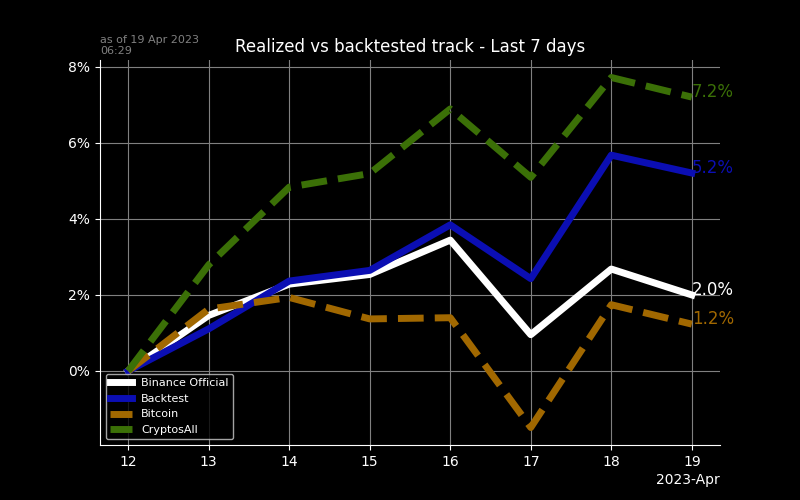 as of 19 Apr 2023
06:29
Realized vs backtested track - Last 7 days
8%
7.2%
6%
5.2%
4%
2%
2.0%
1.2%
0%
Binance Official
Backtest
Bitcoin
CryptosAll
12 13 14 15 16 17 18 19
2023-Apr